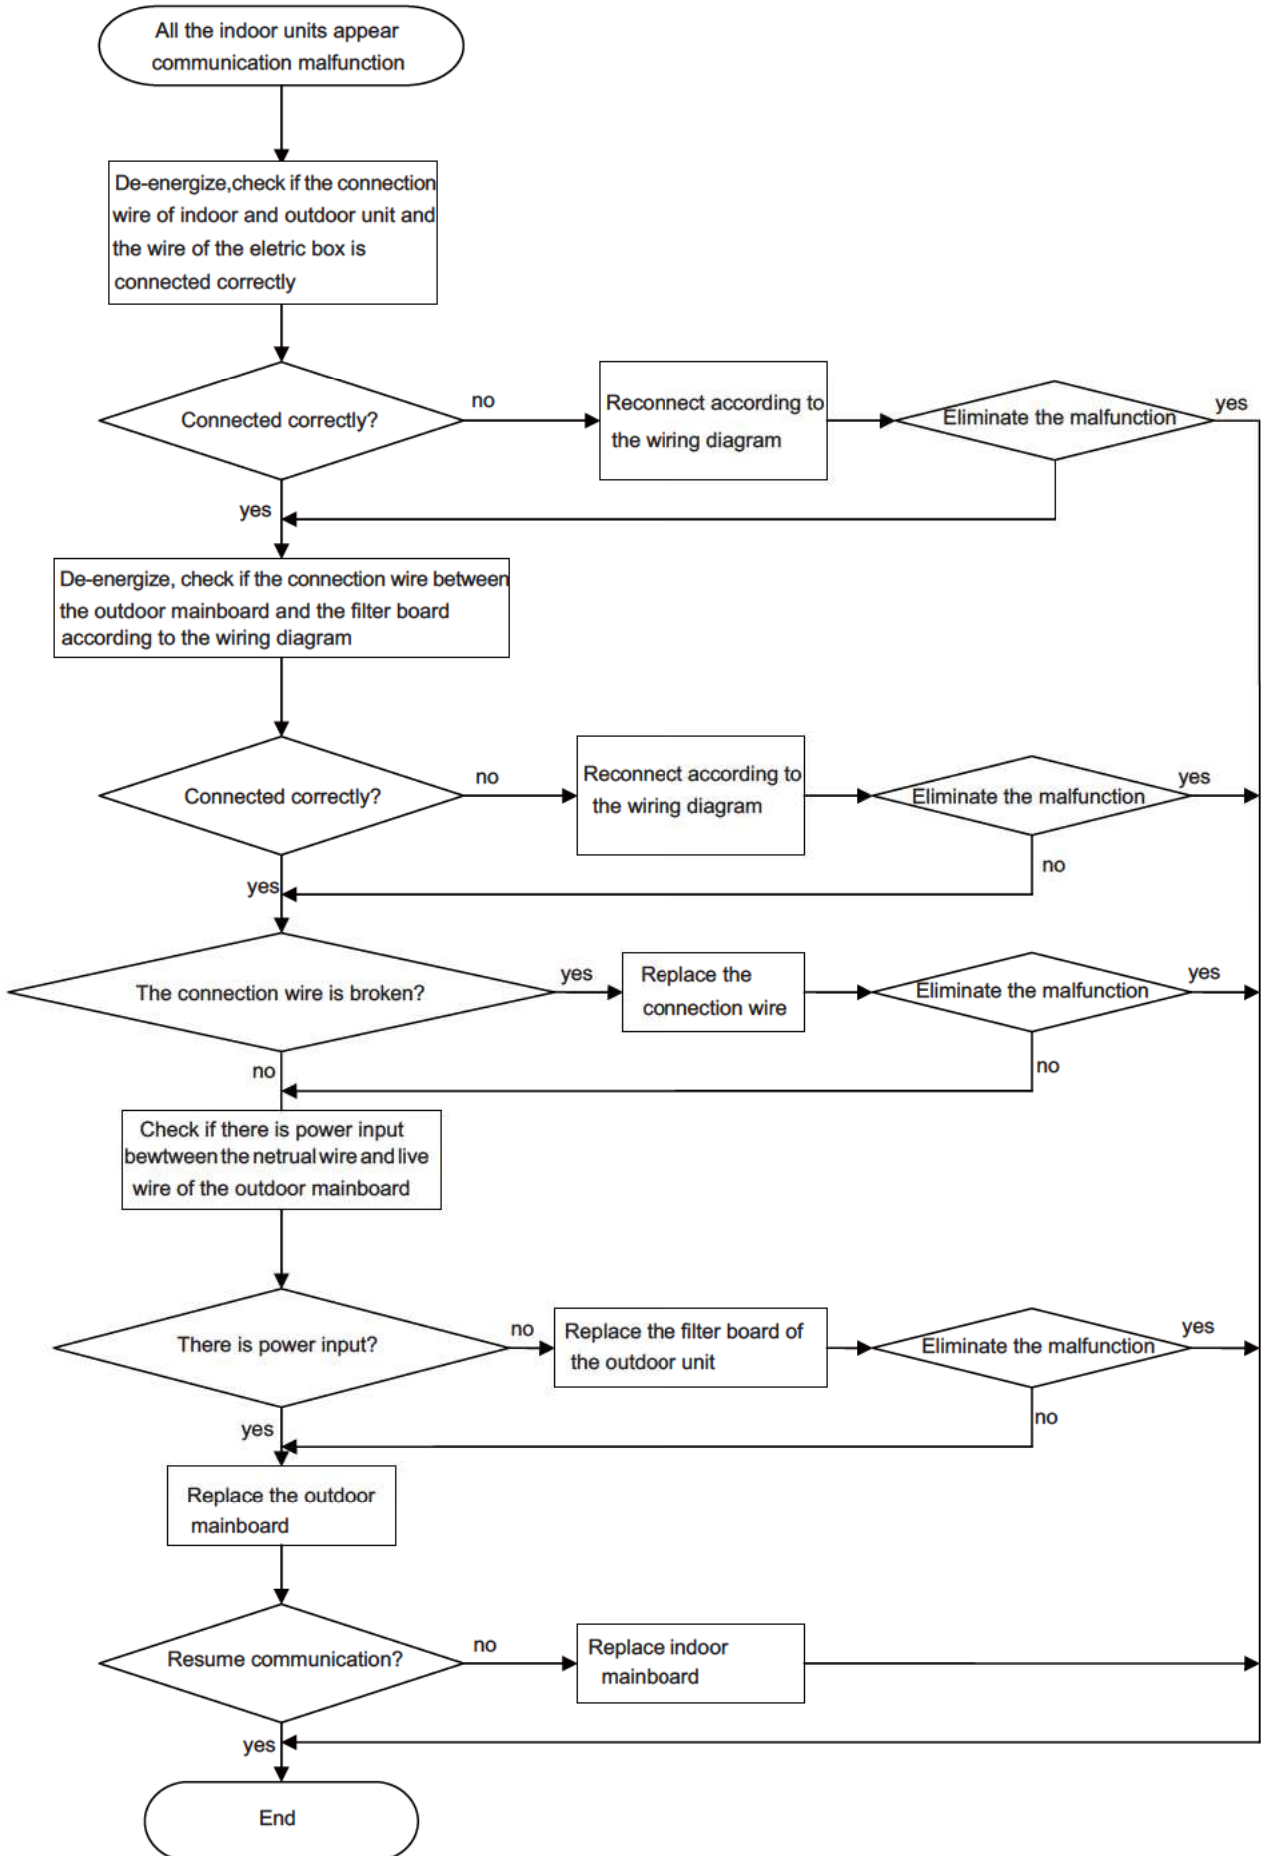 All the indoor units appear
communication malfunction
De-energize,check if the connection
wire of indoor and outdoor unit and
the wire of the eletric box is
connected correctly
Connected correctly?
no
Reconnect according to
the wiring diagram
Eliminate the malfunction
yes
yes
De-energize, check if the connection wire between
the outdoor mainboard and the filter board
according to the wiring diagram
Connected correctly?
no
Reconnect according to
the wiring diagram
Eliminate the malfunction
yes
no
yes
The connection wire is broken?
yes
Replace the
connection wire
Eliminate the malfunction
yes
no
no
Check if there is power input
bewtween the netrual wire and live
wire of the outdoor mainboard
There is power input?
no
Replace the filter board of
the outdoor unit
Eliminate the malfunction
yes
no
yes
Replace the outdoor
mainboard
Resume communication?
no
Replace indoor
mainboard
yes
End